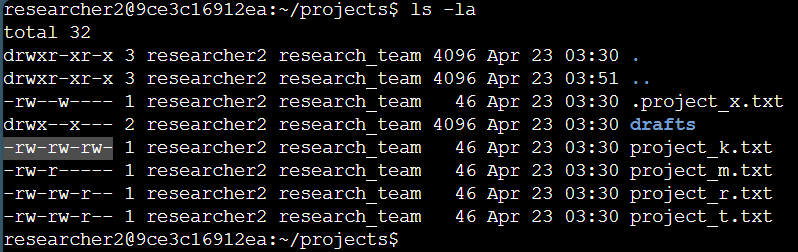 researcher2@9ce3c16912ea:~/projects$ ls -la
total 32
drwxr-xr-x 3 researcher2 research_team 4096 Apr 23 03:30 .
drwxr-xr-x 3 researcher2 research_team 4096 Apr 23 03:51 ..
-rw--w---- 1 researcher2 research_team   46 Apr 23 03:30 .project_x.txt
drwx--x--- 2 researcher2 research_team 4096 Apr 23 03:30 drafts
-rw-rw-rw- 1 researcher2 research_team   46 Apr 23 03:30 project_k.txt
-rw-r----- 1 researcher2 research_team   46 Apr 23 03:30 project_m.txt
-rw-rw-r-- 1 researcher2 research_team   46 Apr 23 03:30 project_r.txt
-rw-rw-r-- 1 researcher2 research_team   46 Apr 23 03:30 project_t.txt
researcher2@9ce3c16912ea:~/projects$